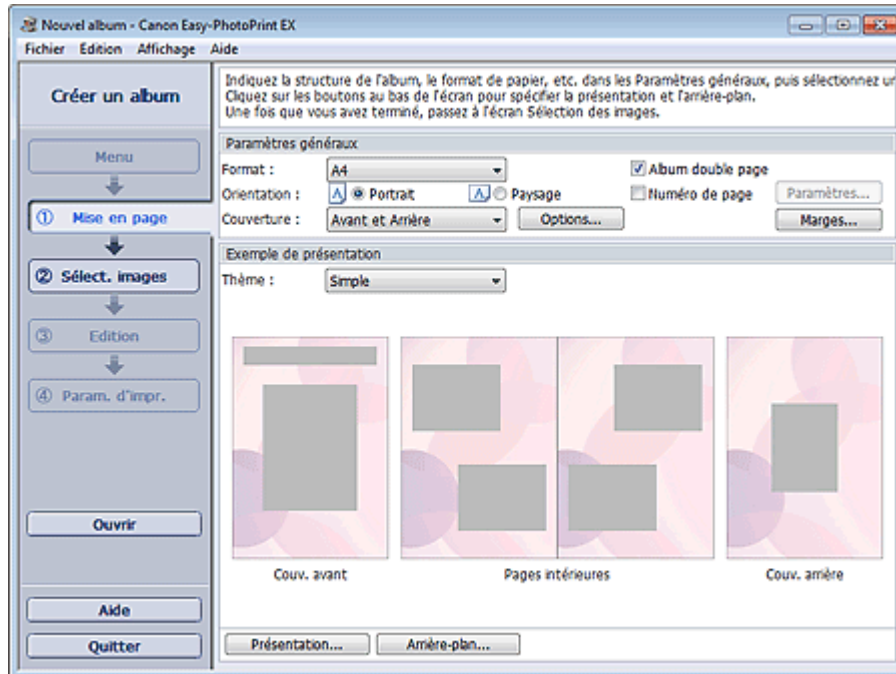 Nouvel album - Canon Easy-PhotoPrint EX
Fichier Édition Affichage Aide
Créer un album
Menu
① Mise en page
② Sélect. images
③ Edition
④ Param. d'impr.
Ouvrir
Aide
Quitter
Indiquez la structure de l'album, le format de papier, etc. dans les Paramètres généraux, puis sélectionnez un
Cliquez sur les boutons au bas de l'écran pour spécifier la présentation et l'arrière-plan.
Une fois que vous avez terminé, passez à l'écran Sélection des images.
Paramètres généraux
Format : A4 Album double page
Orientation : A Portrait A Paysage Numéro de page Paramètres...
Couverture : Avant et Arrière Options... Marges...
Exemple de présentation
Thème : Simple
Couv. avant Pages intérieures Couv. arrière
Présentation... Arrière-plan...